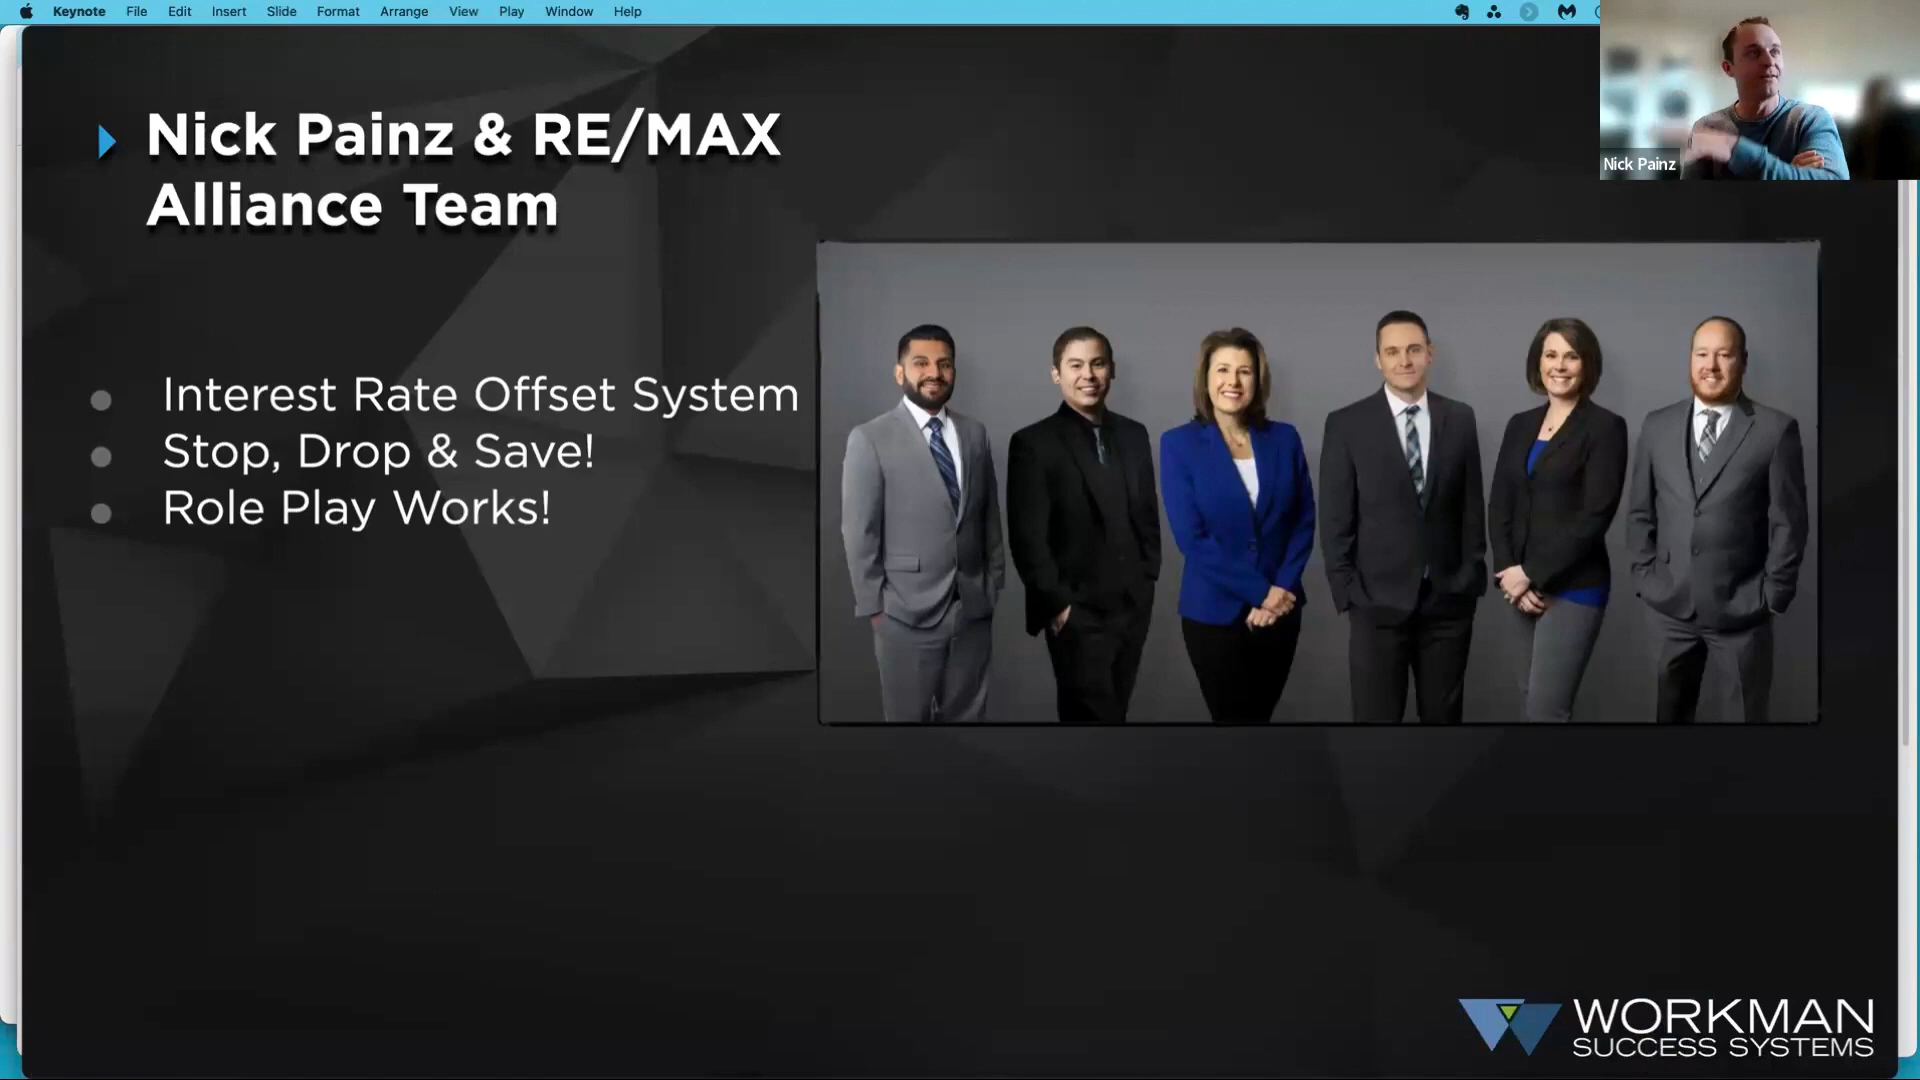 Keynote File Edit Insert Slide Format Arrange View Play Window Help
Nick Painz
Nick Painz & RE/MAX
Alliance Team
Interest Rate Offset System
Stop, Drop & Save!
Role Play Works!
WORKMAN
SUCCESS SYSTEMS